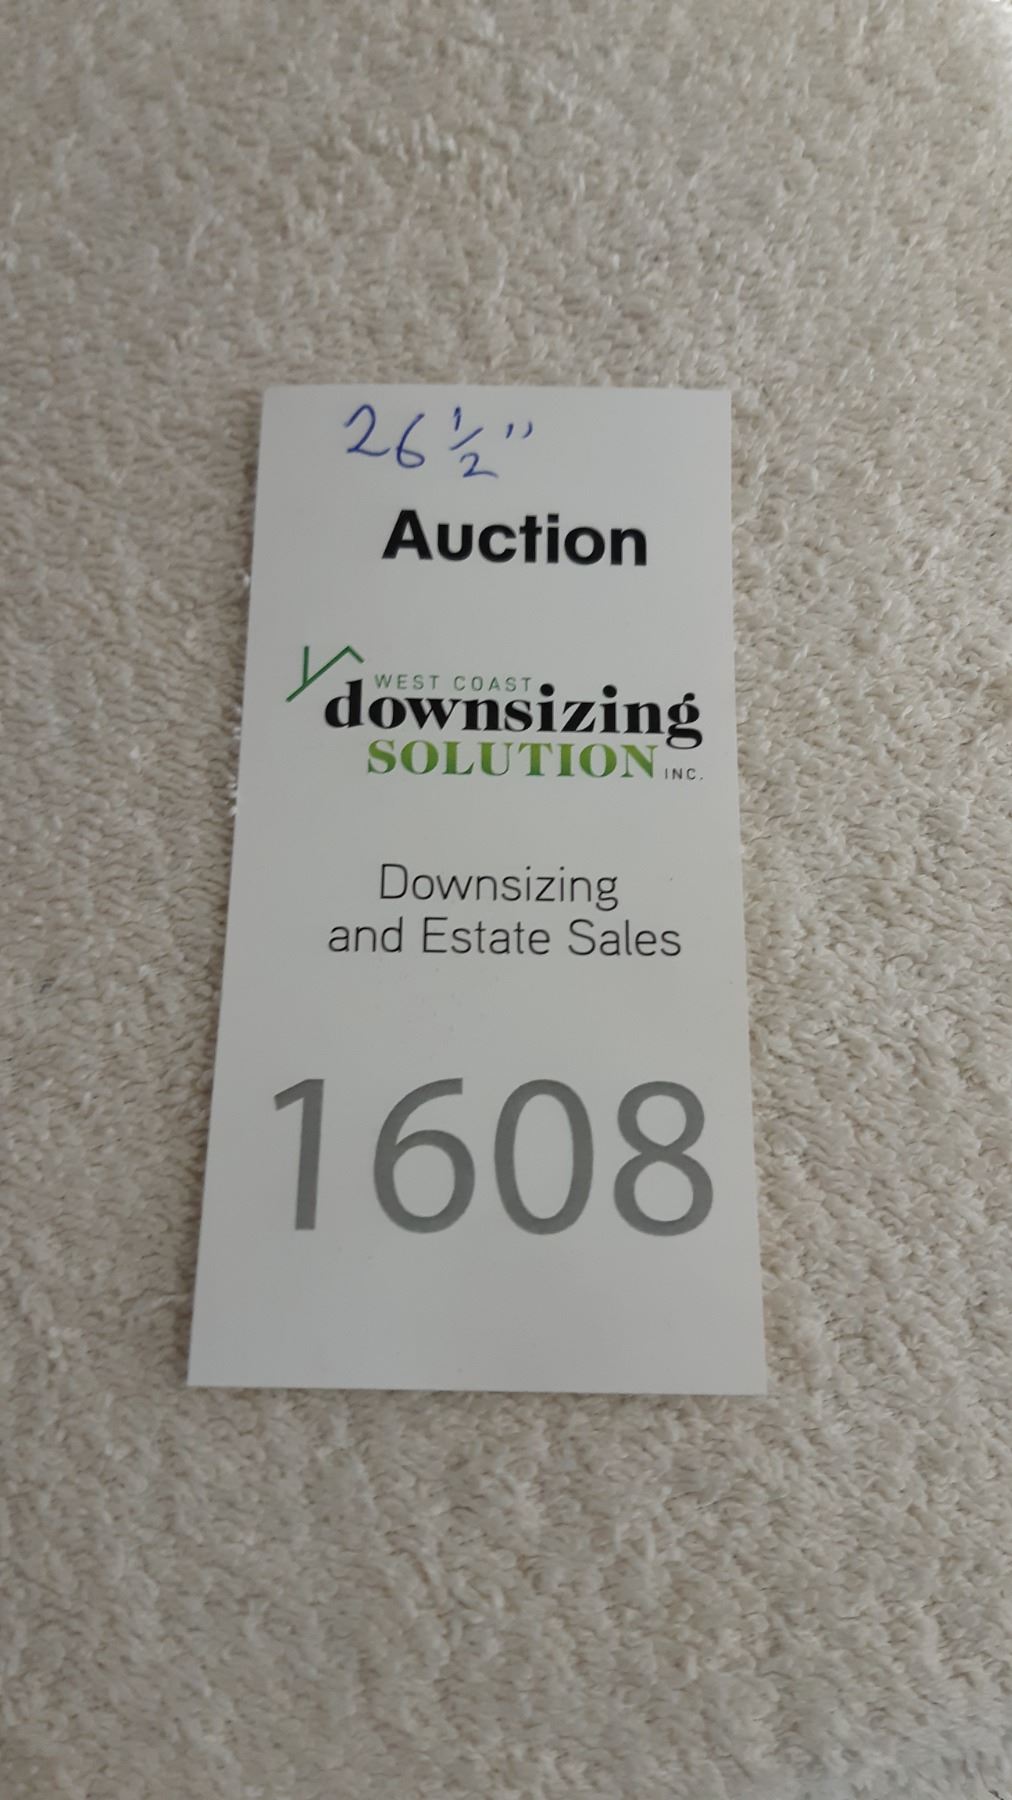 26 ½"
Auction
WEST COAST
downsizing
SOLUTION INC.
Downsizing
and Estate Sales
1608